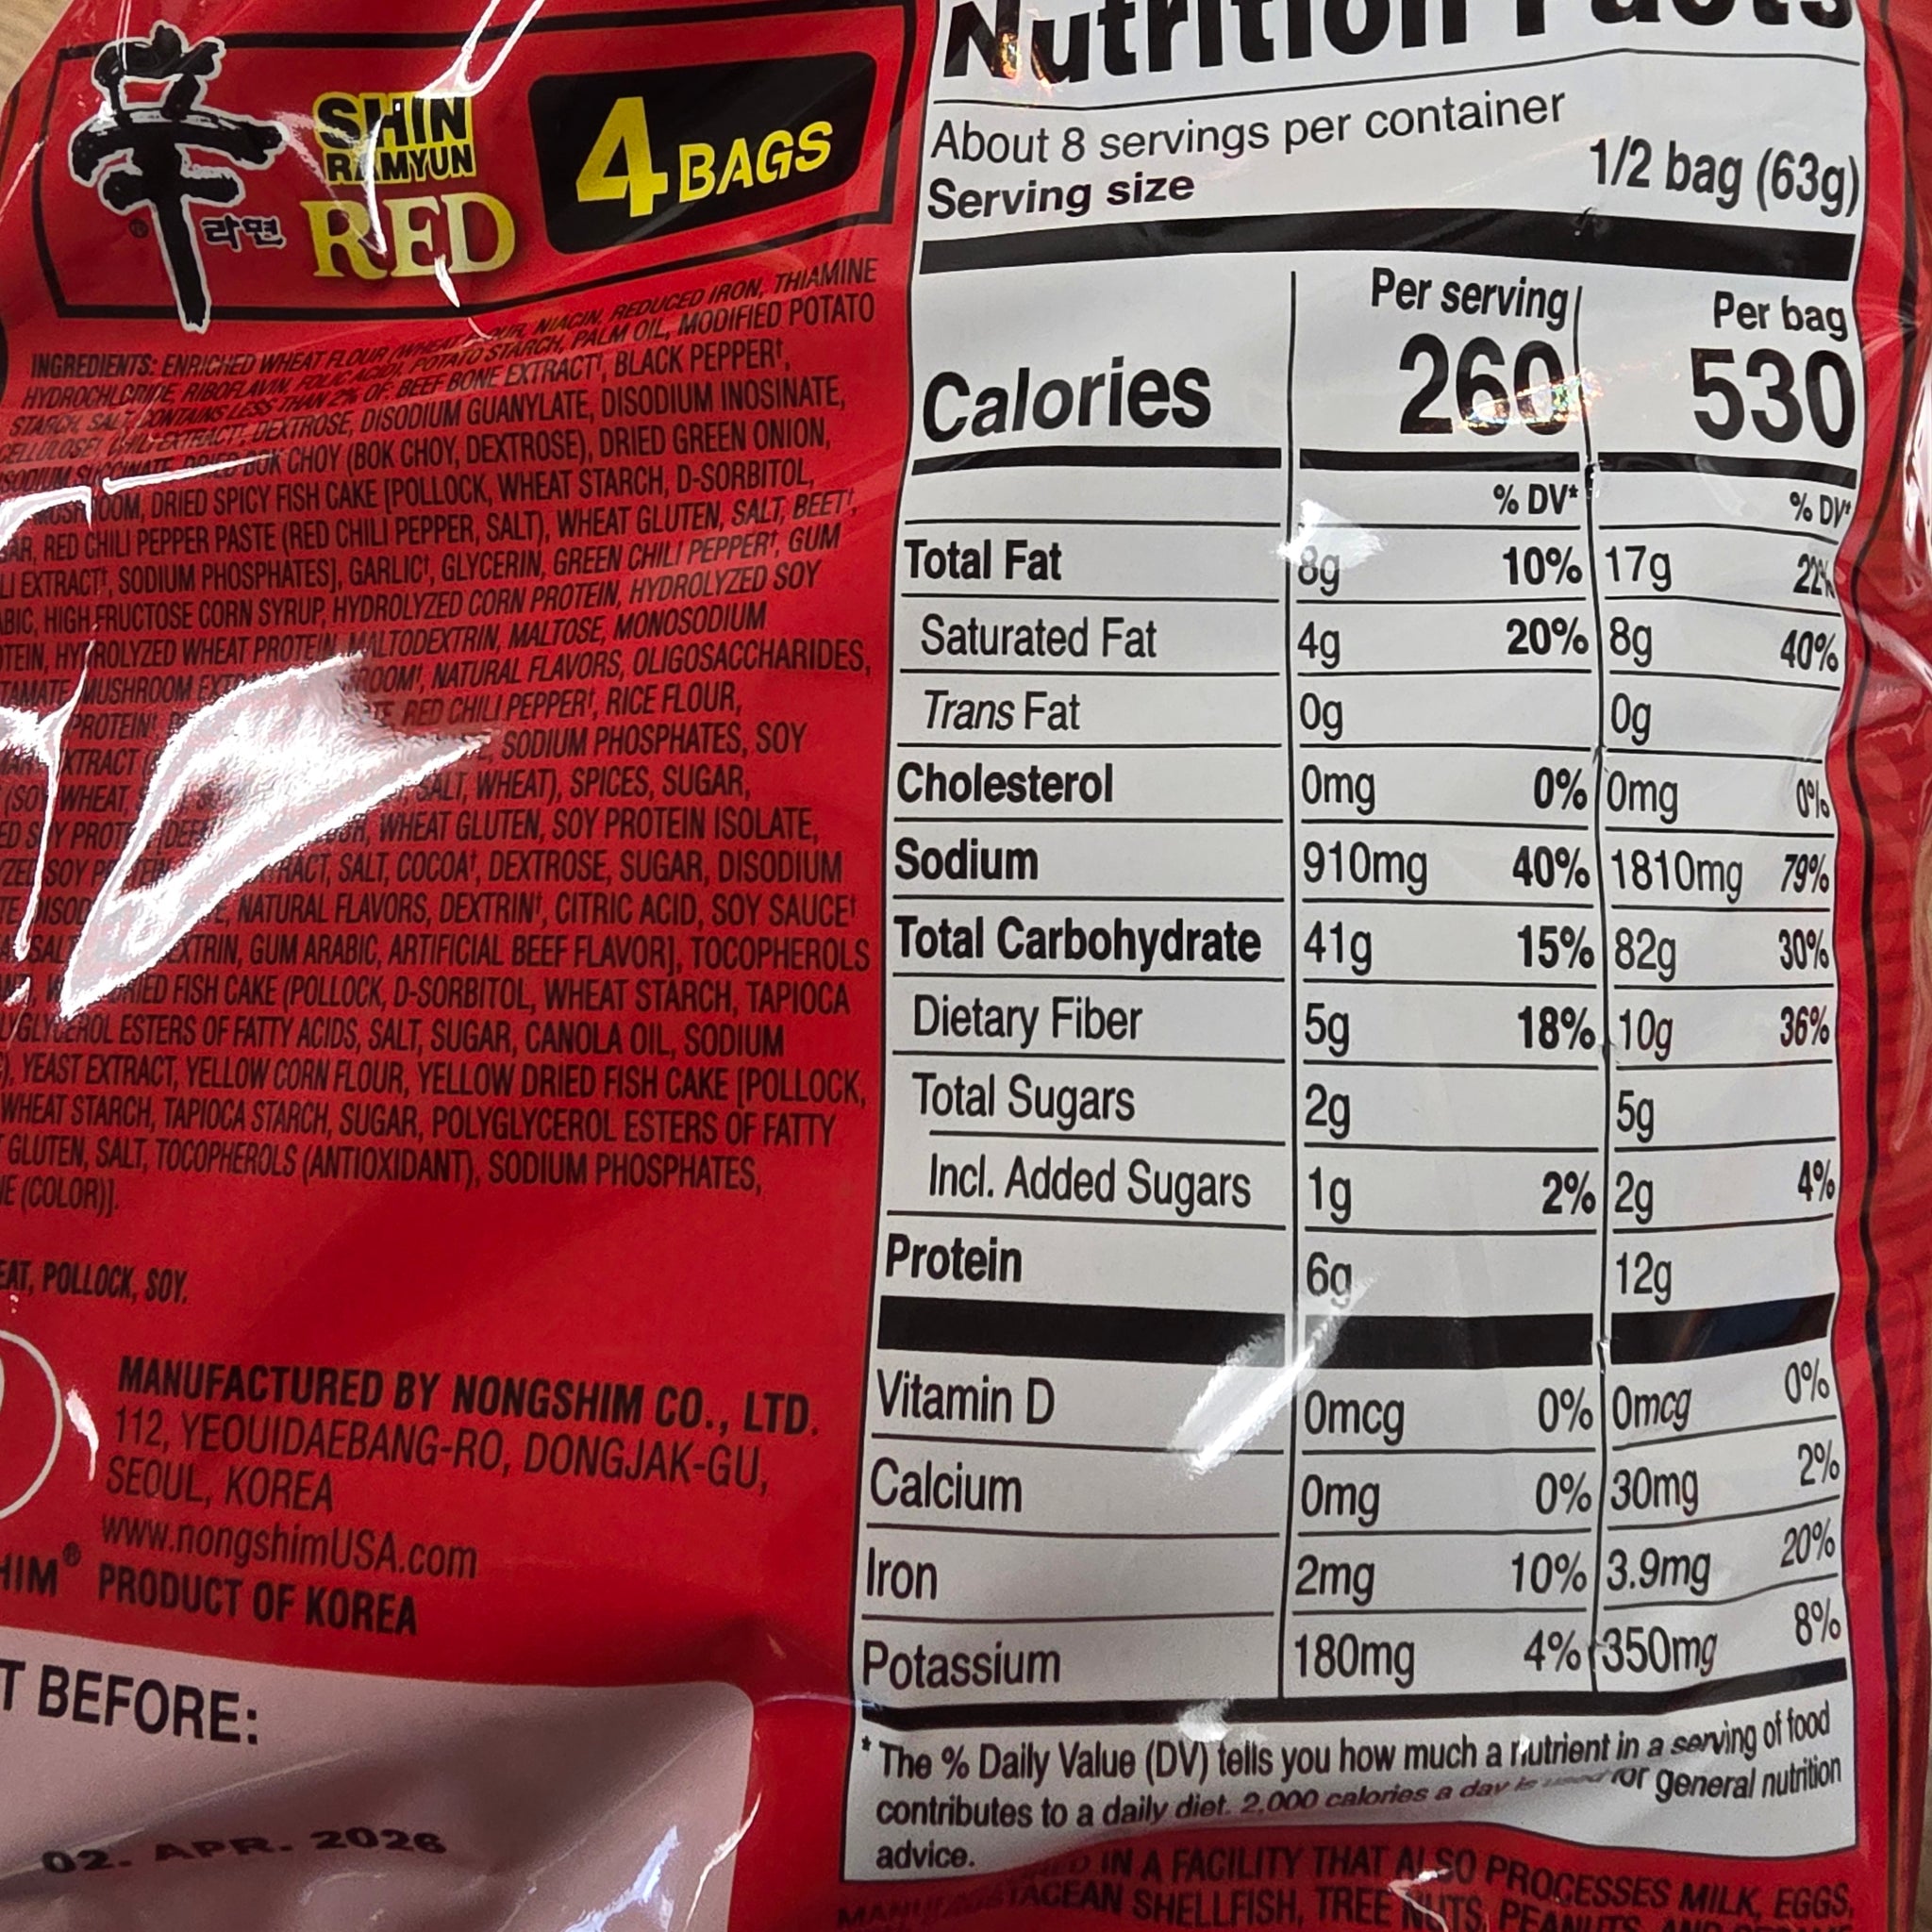 辛
라면
SHIN
RAMYUN
RED
4 BAGS
INGREDIENTS: ENRICHED WHEAT FLOUR (WHEAT FLOUR, NIACIN, REDUCED IRON, THIAMINE
HYDROCHLORIDE, RIBOFLAVIN, FOLIC ACID), POTATO STARCH, PALM OIL, MODIFIED POTATO
STARCH, SALT, CONTAINS LESS THAN 2% OF: BEEF BONE EXTRACT†, BLACK PEPPER†,
CHILI EXTRACT†, DEXTROSE, DISODIUM GUANYLATE, DISODIUM INOSINATE,
BOK CHOY (BOK CHOY, DEXTROSE), DRIED GREEN ONION,
DRIED SPICY FISH CAKE [POLLOCK, WHEAT STARCH, D-SORBITOL,
RED CHILI PEPPER PASTE (RED CHILI PEPPER, SALT), WHEAT GLUTEN, SALT, BEET†,
EXTRACT†, SODIUM PHOSPHATES], GARLIC†, GLYCERIN, GREEN CHILI PEPPER†, GUM
HIGH FRUCTOSE CORN SYRUP, HYDROLYZED CORN PROTEIN, HYDROLYZED SOY
HYDROLYZED WHEAT PROTEIN, MALTODEXTRIN, MALTOSE, MONOSODIUM
MUSHROOM NATURAL FLAVORS, OLIGOSACCHARIDES,
PROTEIN† RED CHILI PEPPER†, RICE FLOUR,
SODIUM PHOSPHATES, SOY
WHEAT, SALT, WHEAT), SPICES, SUGAR,
WHEAT GLUTEN, SOY PROTEIN ISOLATE,
SOY SALT, COCOA†, DEXTROSE, SUGAR, DISODIUM
NATURAL FLAVORS, DEXTRIN†, CITRIC ACID, SOY SAUCE†
GUM ARABIC, ARTIFICIAL BEEF FLAVOR], TOCOPHEROLS
FISH CAKE (POLLOCK, D-SORBITOL, WHEAT STARCH, TAPIOCA
ESTERS OF FATTY ACIDS, SALT, SUGAR, CANOLA OIL, SODIUM
YEAST EXTRACT, YELLOW CORN FLOUR, YELLOW DRIED FISH CAKE [POLLOCK,
WHEAT STARCH, TAPIOCA STARCH, SUGAR, POLYGLYCEROL ESTERS OF FATTY
GLUTEN, SALT, TOCOPHEROLS (ANTIOXIDANT), SODIUM PHOSPHATES,
(COLOR)].
POLLOCK, SOY.
MANUFACTURED BY NONGSHIM CO., LTD.
112, YEOUIDAEBANG-RO, DONGJAK-GU,
SEOUL, KOREA
www.nongshimUSA.com
HIM® PRODUCT OF KOREA
T BEFORE:
02. APR. 2026
Nutrition Facts
About 8 servings per container
Serving size 1/2 bag (63g)
Per serving Per bag
Calories 260 530
% DV* % DV*
Total Fat 8g 10% 17g 22%
Saturated Fat 4g 20% 8g 40%
Trans Fat 0g 0g
Cholesterol 0mg 0% 0mg 0%
Sodium 910mg 40% 1810mg 79%
Total Carbohydrate 41g 15% 82g 30%
Dietary Fiber 5g 18% 10g 36%
Total Sugars 2g 5g
Incl. Added Sugars 1g 2% 2g 4%
Protein 6g 12g
Vitamin D 0mcg 0% 0mcg 0%
Calcium 0mg 0% 30mg 2%
Iron 2mg 10% 3.9mg 20%
Potassium 180mg 4% 350mg 8%
* The % Daily Value (DV) tells you how much a nutrient in a serving of food
contributes to a daily diet. 2,000 calories a day is used for general nutrition
advice.
IN A FACILITY THAT ALSO PROCESSES MILK, EGGS,
SHELLFISH, TREE NUTS, PEANUTS